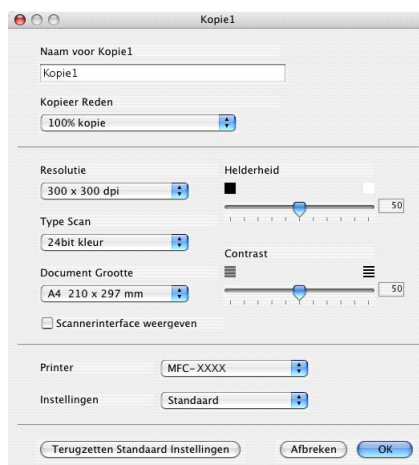 Kopie1
Naam voor Kopie1
Kopie1
Kopieer Reden
100% kopie
Resolutie
300 x 300 dpi
Type Scan
24bit kleur
Document Grootte
A4 210 x 297 mm
Scannerinterface weergeven
Helderheid
50
Contrast
50
Printer
MFC-XXXX
Instellingen
Standaard
Terugzetten Standaard Instellingen
Afbreken
OK